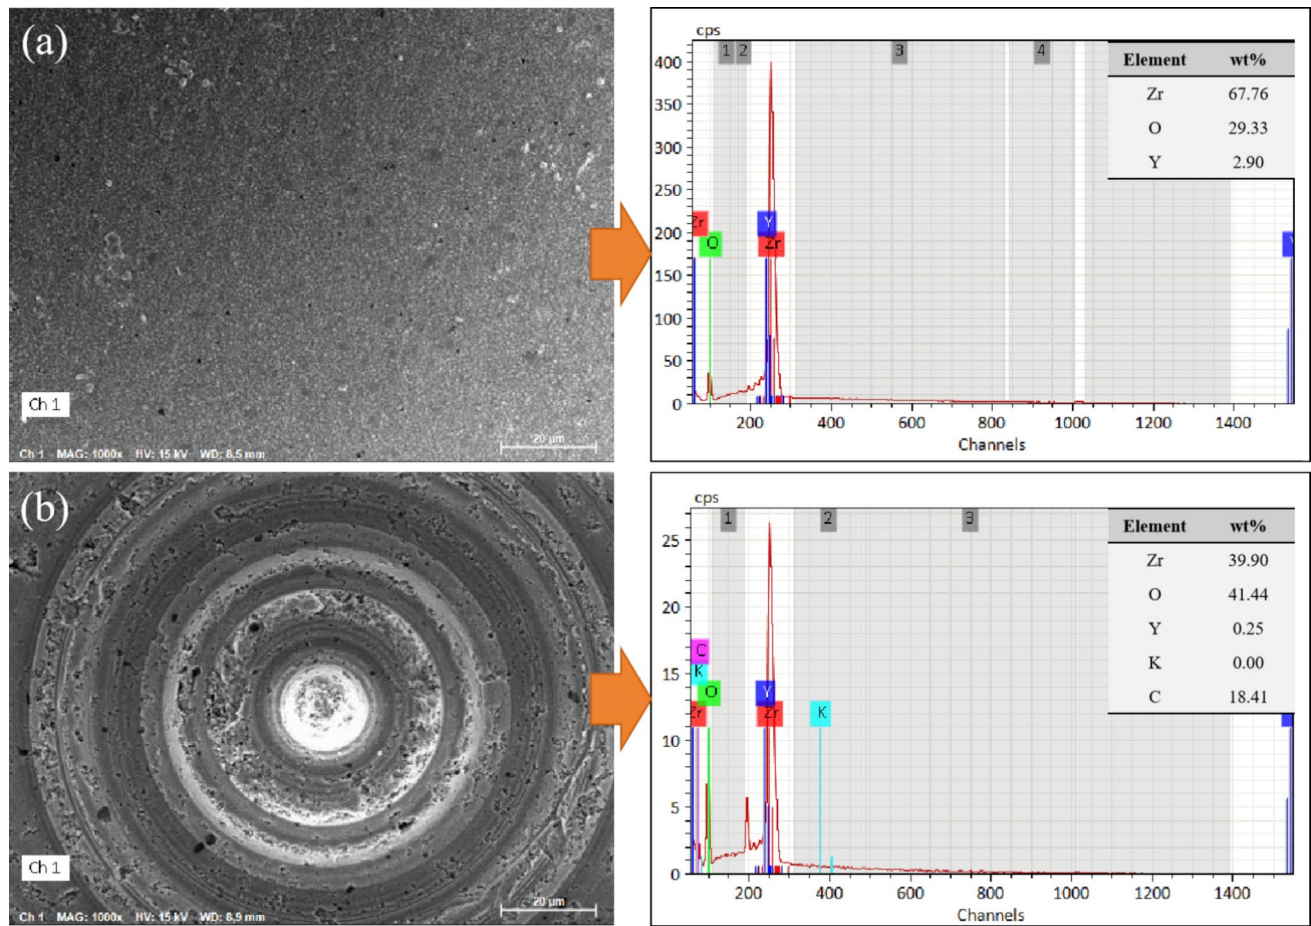 (a)
Ch 1
20 µm
Ch 1 MAG: 1000x HV: 15 kV WD: 8,5 mm
cps
1 2 3 4
400
350
300
250
200
150
100
50
0
Zr
O
Y
Zr
200 400 600 800 1000 1200 1400
Channels
Element wt%
Zr 67.76
O 29.33
Y 2.90
(b)
Ch 1
20 µm
Ch 1 MAG: 1000x HV: 15 kV WD: 8,9 mm
cps
1 2 3
25
20
15
10
5
0
C
K
O
Zr
Y
Zr
K
200 400 600 800 1000 1200 1400
Channels
Element wt%
Zr 39.90
O 41.44
Y 0.25
K 0.00
C 18.41